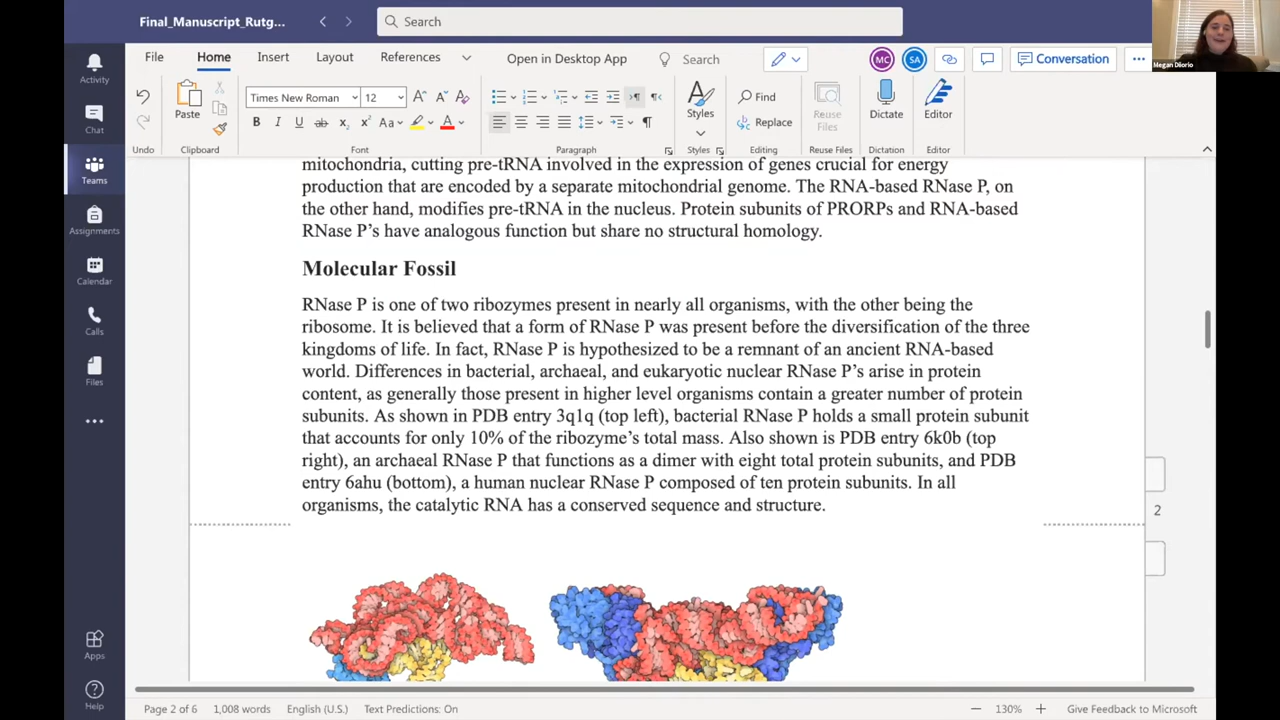 Final_Manuscript_Rutg...
Search
Megan DiIorio
File
Home
Insert
Layout
References
Open in Desktop App
Search
MC
SA
Conversation
Times New Roman
12
Paste
Styles
Find
Replace
Reuse
Files
Dictate
Editor
B I U ab x₂ x² Aa A
Undo
Clipboard
Font
Paragraph
Styles
Editing
Reuse Files
Dictation
Editor
Activity
Chat
Teams
Assignments
Calendar
Calls
Files
Apps
Help
mitochondria, cutting pre-tRNA involved in the expression of genes crucial for energy
production that are encoded by a separate mitochondrial genome. The RNA-based RNase P, on
the other hand, modifies pre-tRNA in the nucleus. Protein subunits of PRORPs and RNA-based
RNase P’s have analogous function but share no structural homology.
Molecular Fossil
RNase P is one of two ribozymes present in nearly all organisms, with the other being the
ribosome. It is believed that a form of RNase P was present before the diversification of the three
kingdoms of life. In fact, RNase P is hypothesized to be a remnant of an ancient RNA-based
world. Differences in bacterial, archaeal, and eukaryotic nuclear RNase P’s arise in protein
content, as generally those present in higher level organisms contain a greater number of protein
subunits. As shown in PDB entry 3q1q (top left), bacterial RNase P holds a small protein subunit
that accounts for only 10% of the ribozyme’s total mass. Also shown is PDB entry 6k0b (top
right), an archaeal RNase P that functions as a dimer with eight total protein subunits, and PDB
entry 6ahu (bottom), a human nuclear RNase P composed of ten protein subunits. In all
organisms, the catalytic RNA has a conserved sequence and structure.
2
Page 2 of 6
1,008 words
English (U.S.)
Text Predictions: On
130%
Give Feedback to Microsoft